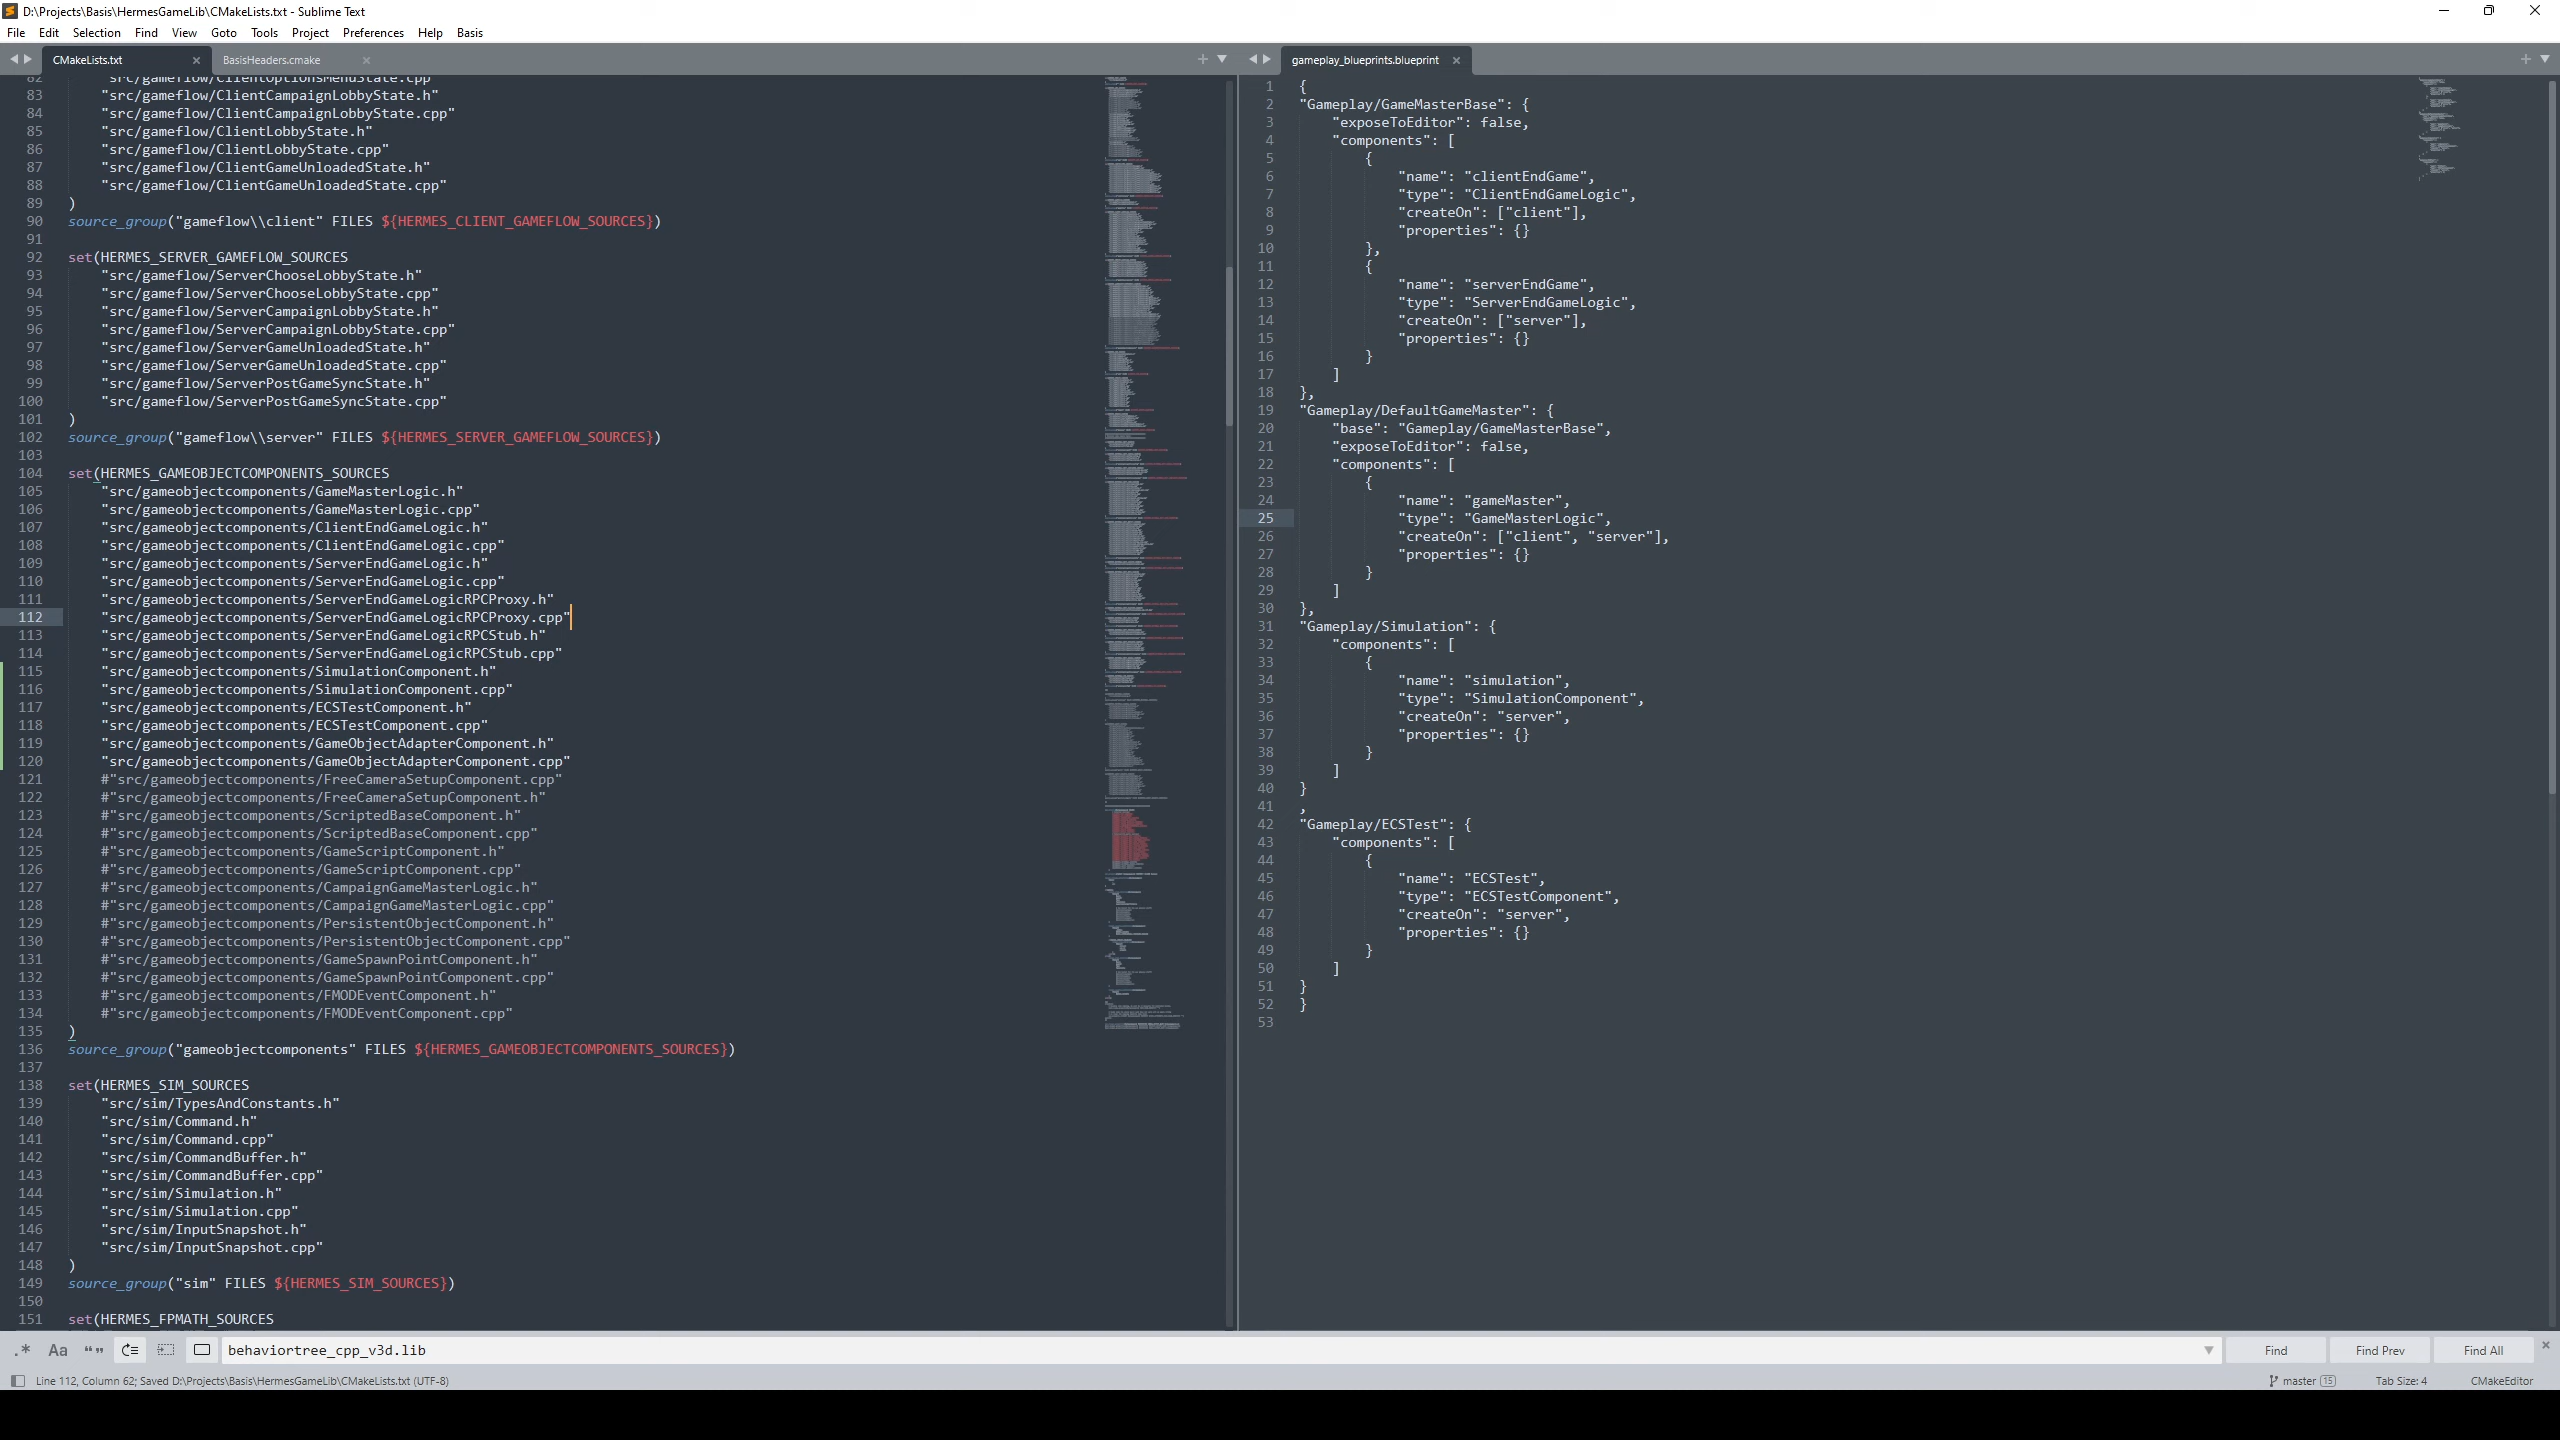 D:\Projects\Basis\HermesGameLib\CMakeLists.txt - Sublime Text
File Edit Selection Find View Goto Tools Project Preferences Help Basis
CMakeLists.txt
BasisHeaders.cmake
82 "src/gameflow/ClientOptionsMenuState.cpp"
83 "src/gameflow/ClientCampaignLobbyState.h"
84 "src/gameflow/ClientCampaignLobbyState.cpp"
85 "src/gameflow/ClientLobbyState.h"
86 "src/gameflow/ClientLobbyState.cpp"
87 "src/gameflow/ClientGameUnloadedState.h"
88 "src/gameflow/ClientGameUnloadedState.cpp"
89 )
90 source_group("gameflow\\client" FILES ${HERMES_CLIENT_GAMEFLOW_SOURCES})
91
92 set(HERMES_SERVER_GAMEFLOW_SOURCES
93 "src/gameflow/ServerChooseLobbyState.h"
94 "src/gameflow/ServerChooseLobbyState.cpp"
95 "src/gameflow/ServerCampaignLobbyState.h"
96 "src/gameflow/ServerCampaignLobbyState.cpp"
97 "src/gameflow/ServerGameUnloadedState.h"
98 "src/gameflow/ServerGameUnloadedState.cpp"
99 "src/gameflow/ServerPostGameSyncState.h"
100 "src/gameflow/ServerPostGameSyncState.cpp"
101 )
102 source_group("gameflow\\server" FILES ${HERMES_SERVER_GAMEFLOW_SOURCES})
103
104 set(HERMES_GAMEOBJECTCOMPONENTS_SOURCES
105 "src/gameobjectcomponents/GameMasterLogic.h"
106 "src/gameobjectcomponents/GameMasterLogic.cpp"
107 "src/gameobjectcomponents/ClientEndGameLogic.h"
108 "src/gameobjectcomponents/ClientEndGameLogic.cpp"
109 "src/gameobjectcomponents/ServerEndGameLogic.h"
110 "src/gameobjectcomponents/ServerEndGameLogic.cpp"
111 "src/gameobjectcomponents/ServerEndGameLogicRPCProxy.h"
112 "src/gameobjectcomponents/ServerEndGameLogicRPCProxy.cpp"
113 "src/gameobjectcomponents/ServerEndGameLogicRPCStub.h"
114 "src/gameobjectcomponents/ServerEndGameLogicRPCStub.cpp"
115 "src/gameobjectcomponents/SimulationComponent.h"
116 "src/gameobjectcomponents/SimulationComponent.cpp"
117 "src/gameobjectcomponents/ECSTestComponent.h"
118 "src/gameobjectcomponents/ECSTestComponent.cpp"
119 "src/gameobjectcomponents/GameObjectAdapterComponent.h"
120 "src/gameobjectcomponents/GameObjectAdapterComponent.cpp"
121 #"src/gameobjectcomponents/FreeCameraSetupComponent.cpp"
122 #"src/gameobjectcomponents/FreeCameraSetupComponent.h"
123 #"src/gameobjectcomponents/ScriptedBaseComponent.h"
124 #"src/gameobjectcomponents/ScriptedBaseComponent.cpp"
125 #"src/gameobjectcomponents/GameScriptComponent.h"
126 #"src/gameobjectcomponents/GameScriptComponent.cpp"
127 #"src/gameobjectcomponents/CampaignGameMasterLogic.h"
128 #"src/gameobjectcomponents/CampaignGameMasterLogic.cpp"
129 #"src/gameobjectcomponents/PersistentObjectComponent.h"
130 #"src/gameobjectcomponents/PersistentObjectComponent.cpp"
131 #"src/gameobjectcomponents/GameSpawnPointComponent.h"
132 #"src/gameobjectcomponents/GameSpawnPointComponent.cpp"
133 #"src/gameobjectcomponents/FMODEventComponent.h"
134 #"src/gameobjectcomponents/FMODEventComponent.cpp"
135 )
136 source_group("gameobjectcomponents" FILES ${HERMES_GAMEOBJECTCOMPONENTS_SOURCES})
137
138 set(HERMES_SIM_SOURCES
139 "src/sim/TypesAndConstants.h"
140 "src/sim/Command.h"
141 "src/sim/Command.cpp"
142 "src/sim/CommandBuffer.h"
143 "src/sim/CommandBuffer.cpp"
144 "src/sim/Simulation.h"
145 "src/sim/Simulation.cpp"
146 "src/sim/InputSnapshot.h"
147 "src/sim/InputSnapshot.cpp"
148 )
149 source_group("sim" FILES ${HERMES_SIM_SOURCES})
150
151 set(HERMES_FPMATH_SOURCES
gameplay_blueprints.blueprint
1 {
2 "Gameplay/GameMasterBase": {
3 "exposeToEditor": false,
4 "components": [
5 {
6 "name": "clientEndGame",
7 "type": "ClientEndGameLogic",
8 "createOn": ["client"],
9 "properties": {}
10 },
11 {
12 "name": "serverEndGame",
13 "type": "ServerEndGameLogic",
14 "createOn": ["server"],
15 "properties": {}
16 }
17 ]
18 },
19 "Gameplay/DefaultGameMaster": {
20 "base": "Gameplay/GameMasterBase",
21 "exposeToEditor": false,
22 "components": [
23 {
24 "name": "gameMaster",
25 "type": "GameMasterLogic",
26 "createOn": ["client", "server"],
27 "properties": {}
28 }
29 ]
30 },
31 "Gameplay/Simulation": {
32 "components": [
33 {
34 "name": "simulation",
35 "type": "SimulationComponent",
36 "createOn": "server",
37 "properties": {}
38 }
39 ]
40 }
41 ,
42 "Gameplay/ECSTest": {
43 "components": [
44 {
45 "name": "ECSTest",
46 "type": "ECSTestComponent",
47 "createOn": "server",
48 "properties": {}
49 }
50 ]
51 }
52 }
53
.* Aa “” behaviortree_cpp_v3d.lib Find Find Prev Find All
Line 112, Column 62; Saved D:\Projects\Basis\HermesGameLib\CMakeLists.txt (UTF-8) master 15 Tab Size: 4 CMakeEditor